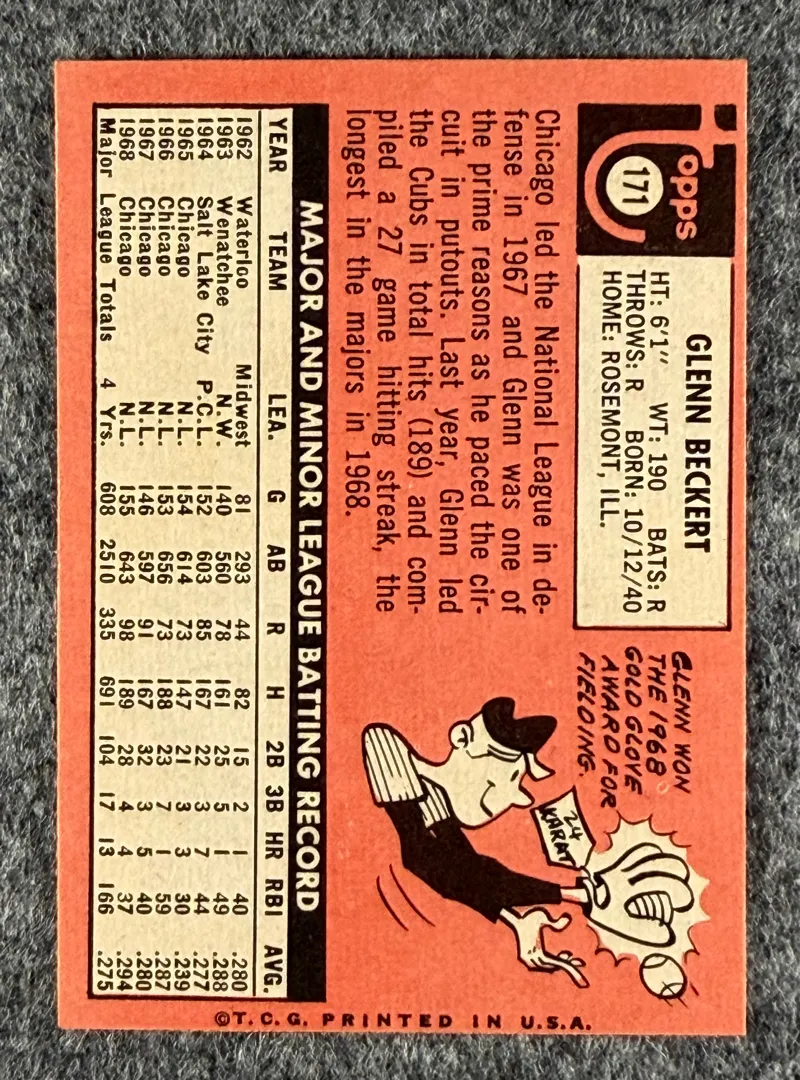 Topps
171
GLENN BECKERT
HT: 6'1" WT: 190 BATS: R
THROWS: R BORN: 10/12/40
HOME: ROSEMONT, ILL.
GLENN WON
THE 1968
GOLD GLOVE
AWARD FOR
FIELDING.
24
KARAT
Chicago led the National League in de-
fense in 1967 and Glenn was one of
the prime reasons as he paced the cir-
cuit in putouts. Last year, Glenn led
the Cubs in total hits (189) and com-
piled a 27 game hitting streak, the
longest in the majors in 1968.
MAJOR AND MINOR LEAGUE BATTING RECORD
YEAR TEAM LEA. G AB R H 2B 3B HR RBI AVG.
1962 Waterloo Midwest 81 293 44 82 15 2 1 40 .280
1963 Wenatchee N.W. 140 560 78 161 25 5 1 49 .288
1964 Salt Lake City P.C.L. 152 603 85 167 22 3 7 44 .277
1965 Chicago N.L. 154 614 73 147 21 3 3 30 .239
1966 Chicago N.L. 153 656 73 188 23 7 1 59 .287
1967 Chicago N.L. 146 597 91 167 32 3 5 40 .280
1968 Chicago N.L. 155 643 98 189 28 4 4 37 .294
Major League Totals 4 Yrs. 608 2510 335 691 104 17 13 166 .275
©T.C.G. PRINTED IN U.S.A.